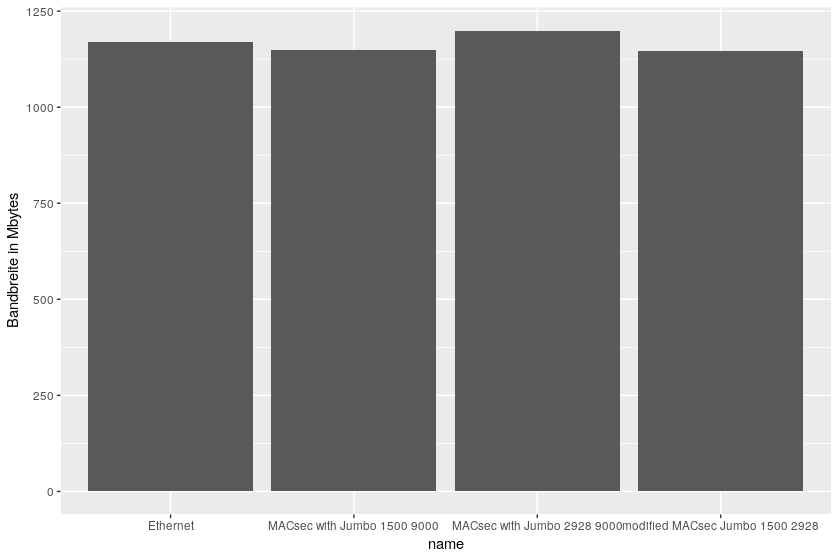 1250
1000
750
500
250
0
Bandbreite in Mbytes
Ethernet
MACsec with Jumbo 1500 9000
MACsec with Jumbo 2928 9000
modified MACsec Jumbo 1500 2928
name